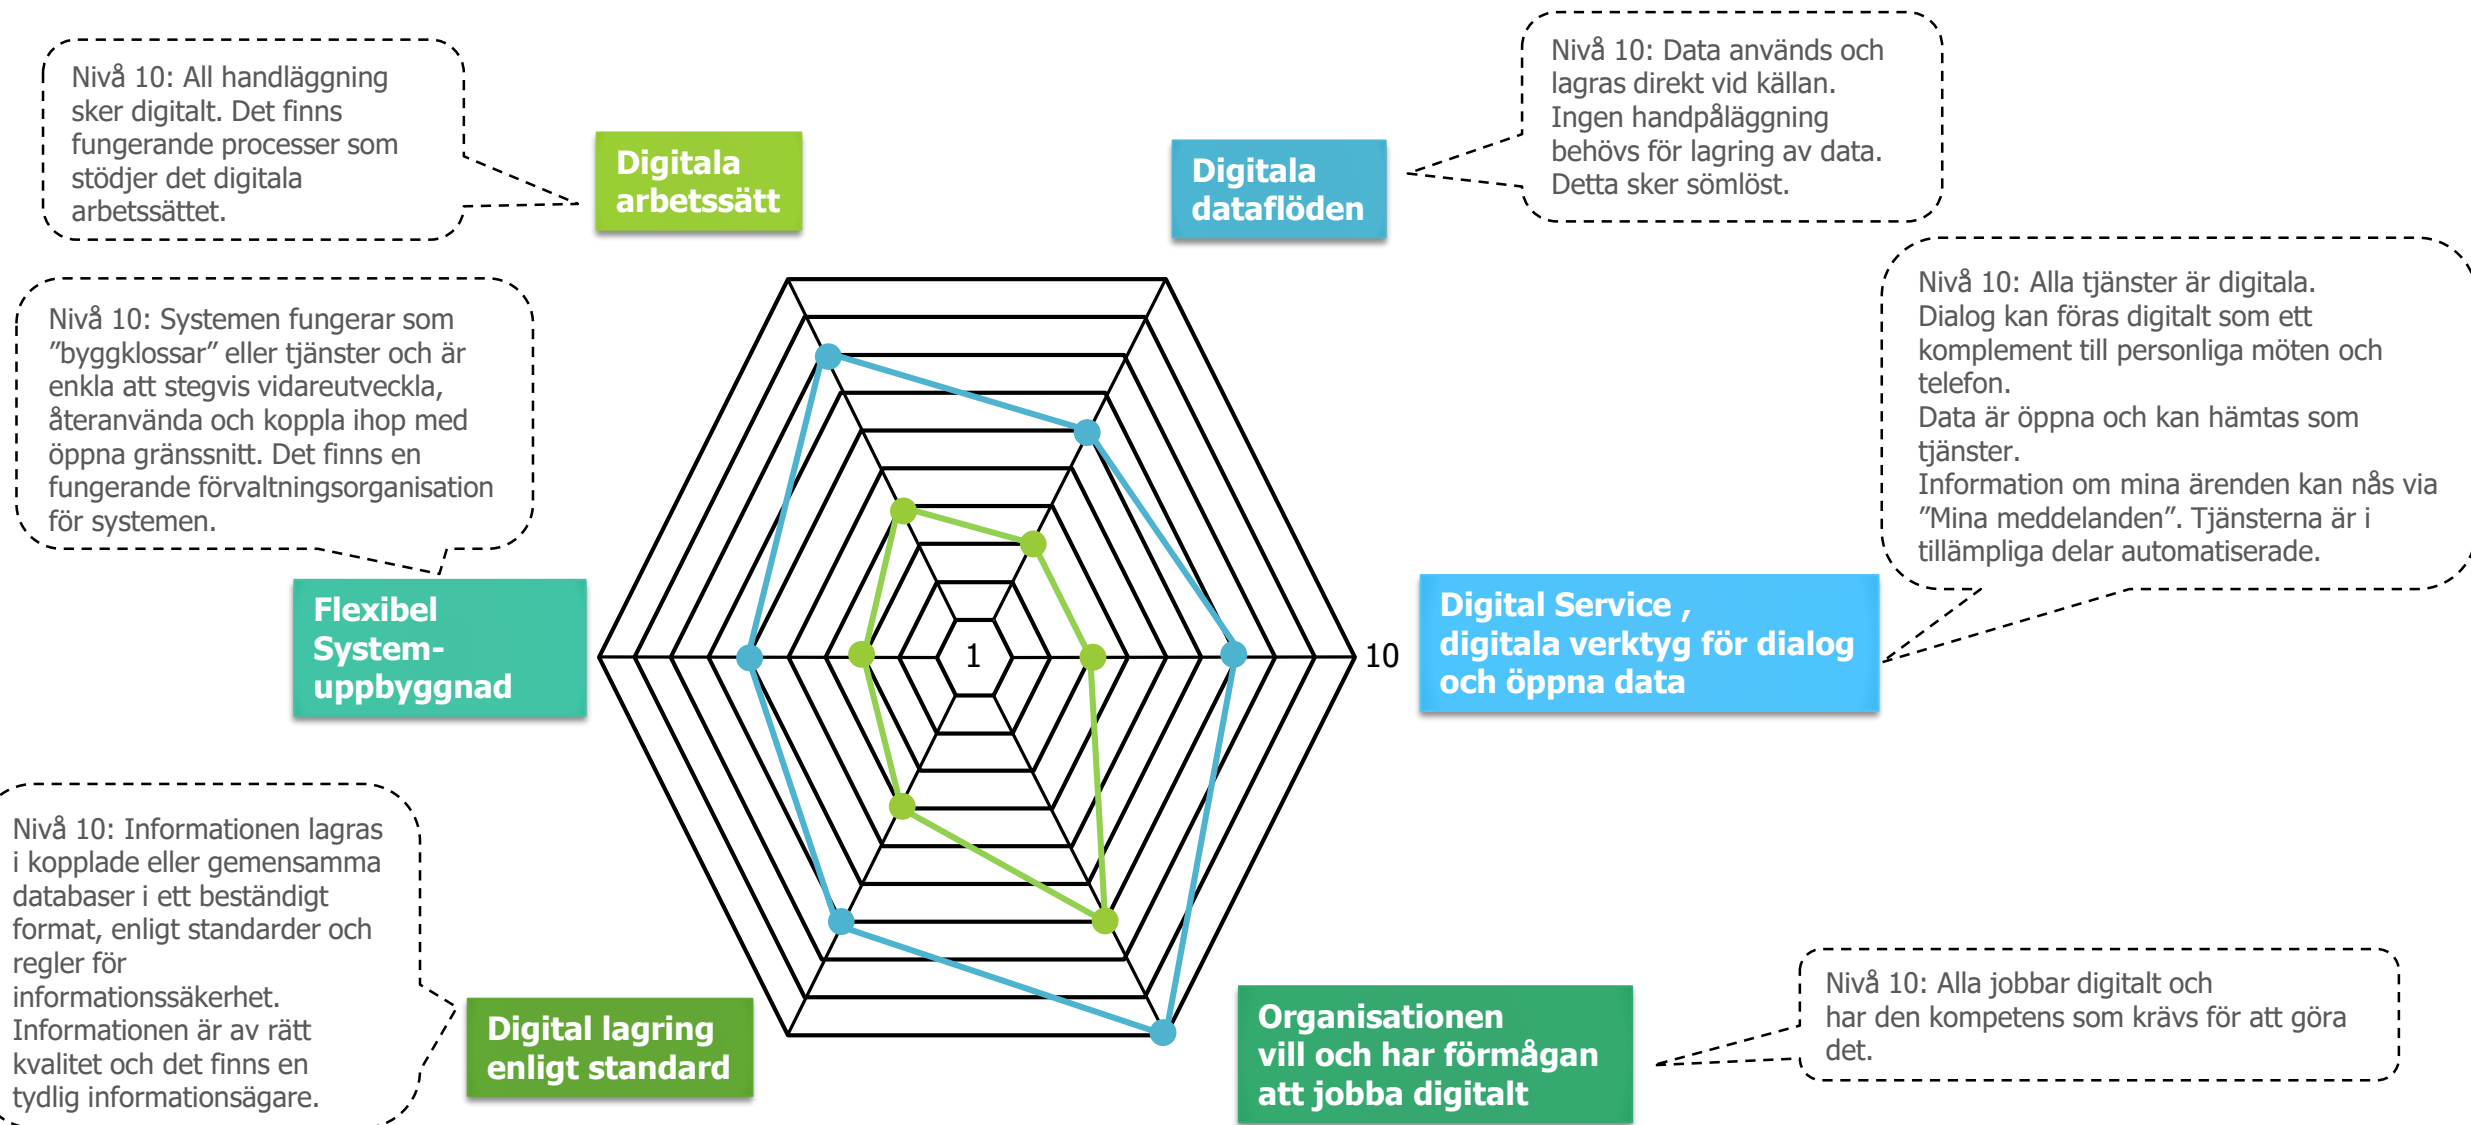 Nivå 10: All handläggning
sker digitalt. Det finns
fungerande processer som
stödjer det digitala
arbetssättet.
Digitala
arbetssätt
Digitala
dataflöden
Nivå 10: Data används och
lagras direkt vid källan.
Ingen handpåläggning
behövs för lagring av data.
Detta sker sömlöst.
Nivå 10: Systemen fungerar som
”byggklossar” eller tjänster och är
enkla att stegvis vidareutveckla,
återanvända och koppla ihop med
öppna gränssnitt. Det finns en
fungerande förvaltningsorganisation
för systemen.
Nivå 10: Alla tjänster är digitala.
Dialog kan föras digitalt som ett
komplement till personliga möten och
telefon.
Data är öppna och kan hämtas som
tjänster.
Information om mina ärenden kan nås via
”Mina meddelanden”. Tjänsterna är i
tillämpliga delar automatiserade.
Flexibel
System-
uppbyggnad
1
10
Digital Service ,
digitala verktyg för dialog
och öppna data
Nivå 10: Informationen lagras
i kopplade eller gemensamma
databaser i ett beständigt
format, enligt standarder och
regler för
informationssäkerhet.
Informationen är av rätt
kvalitet och det finns en
tydlig informationsägare.
Digital lagring
enligt standard
Organisationen
vill och har förmågan
att jobba digitalt
Nivå 10: Alla jobbar digitalt och
har den kompetens som krävs för att göra
det.